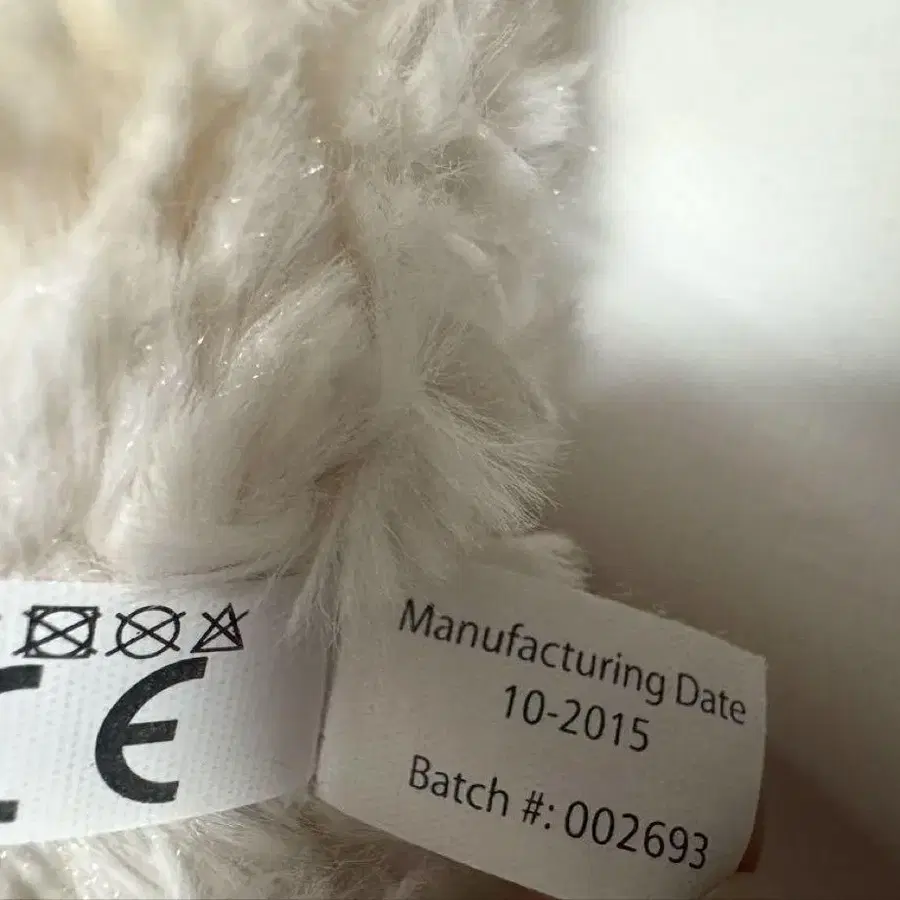 CE
Manufacturing Date
10-2015
Batch #: 002693